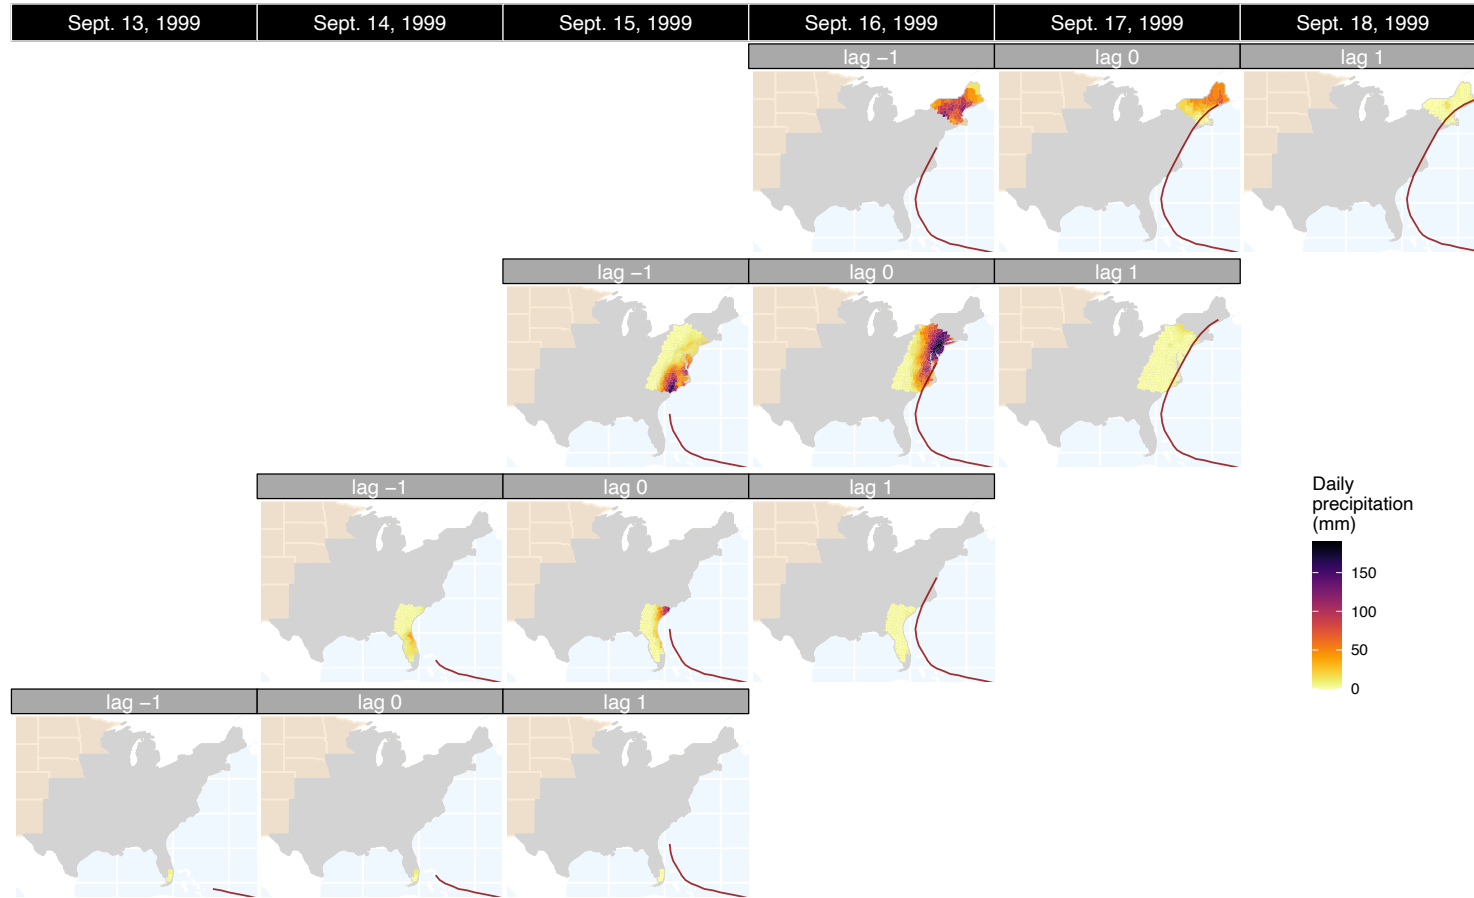 Sept. 13, 1999
Sept. 14, 1999
Sept. 15, 1999
Sept. 16, 1999
Sept. 17, 1999
Sept. 18, 1999
lag −1
lag 0
lag 1
lag −1
lag 0
lag 1
lag −1
lag 0
lag 1
Daily
precipitation
(mm)
150
100
50
0
lag −1
lag 0
lag 1